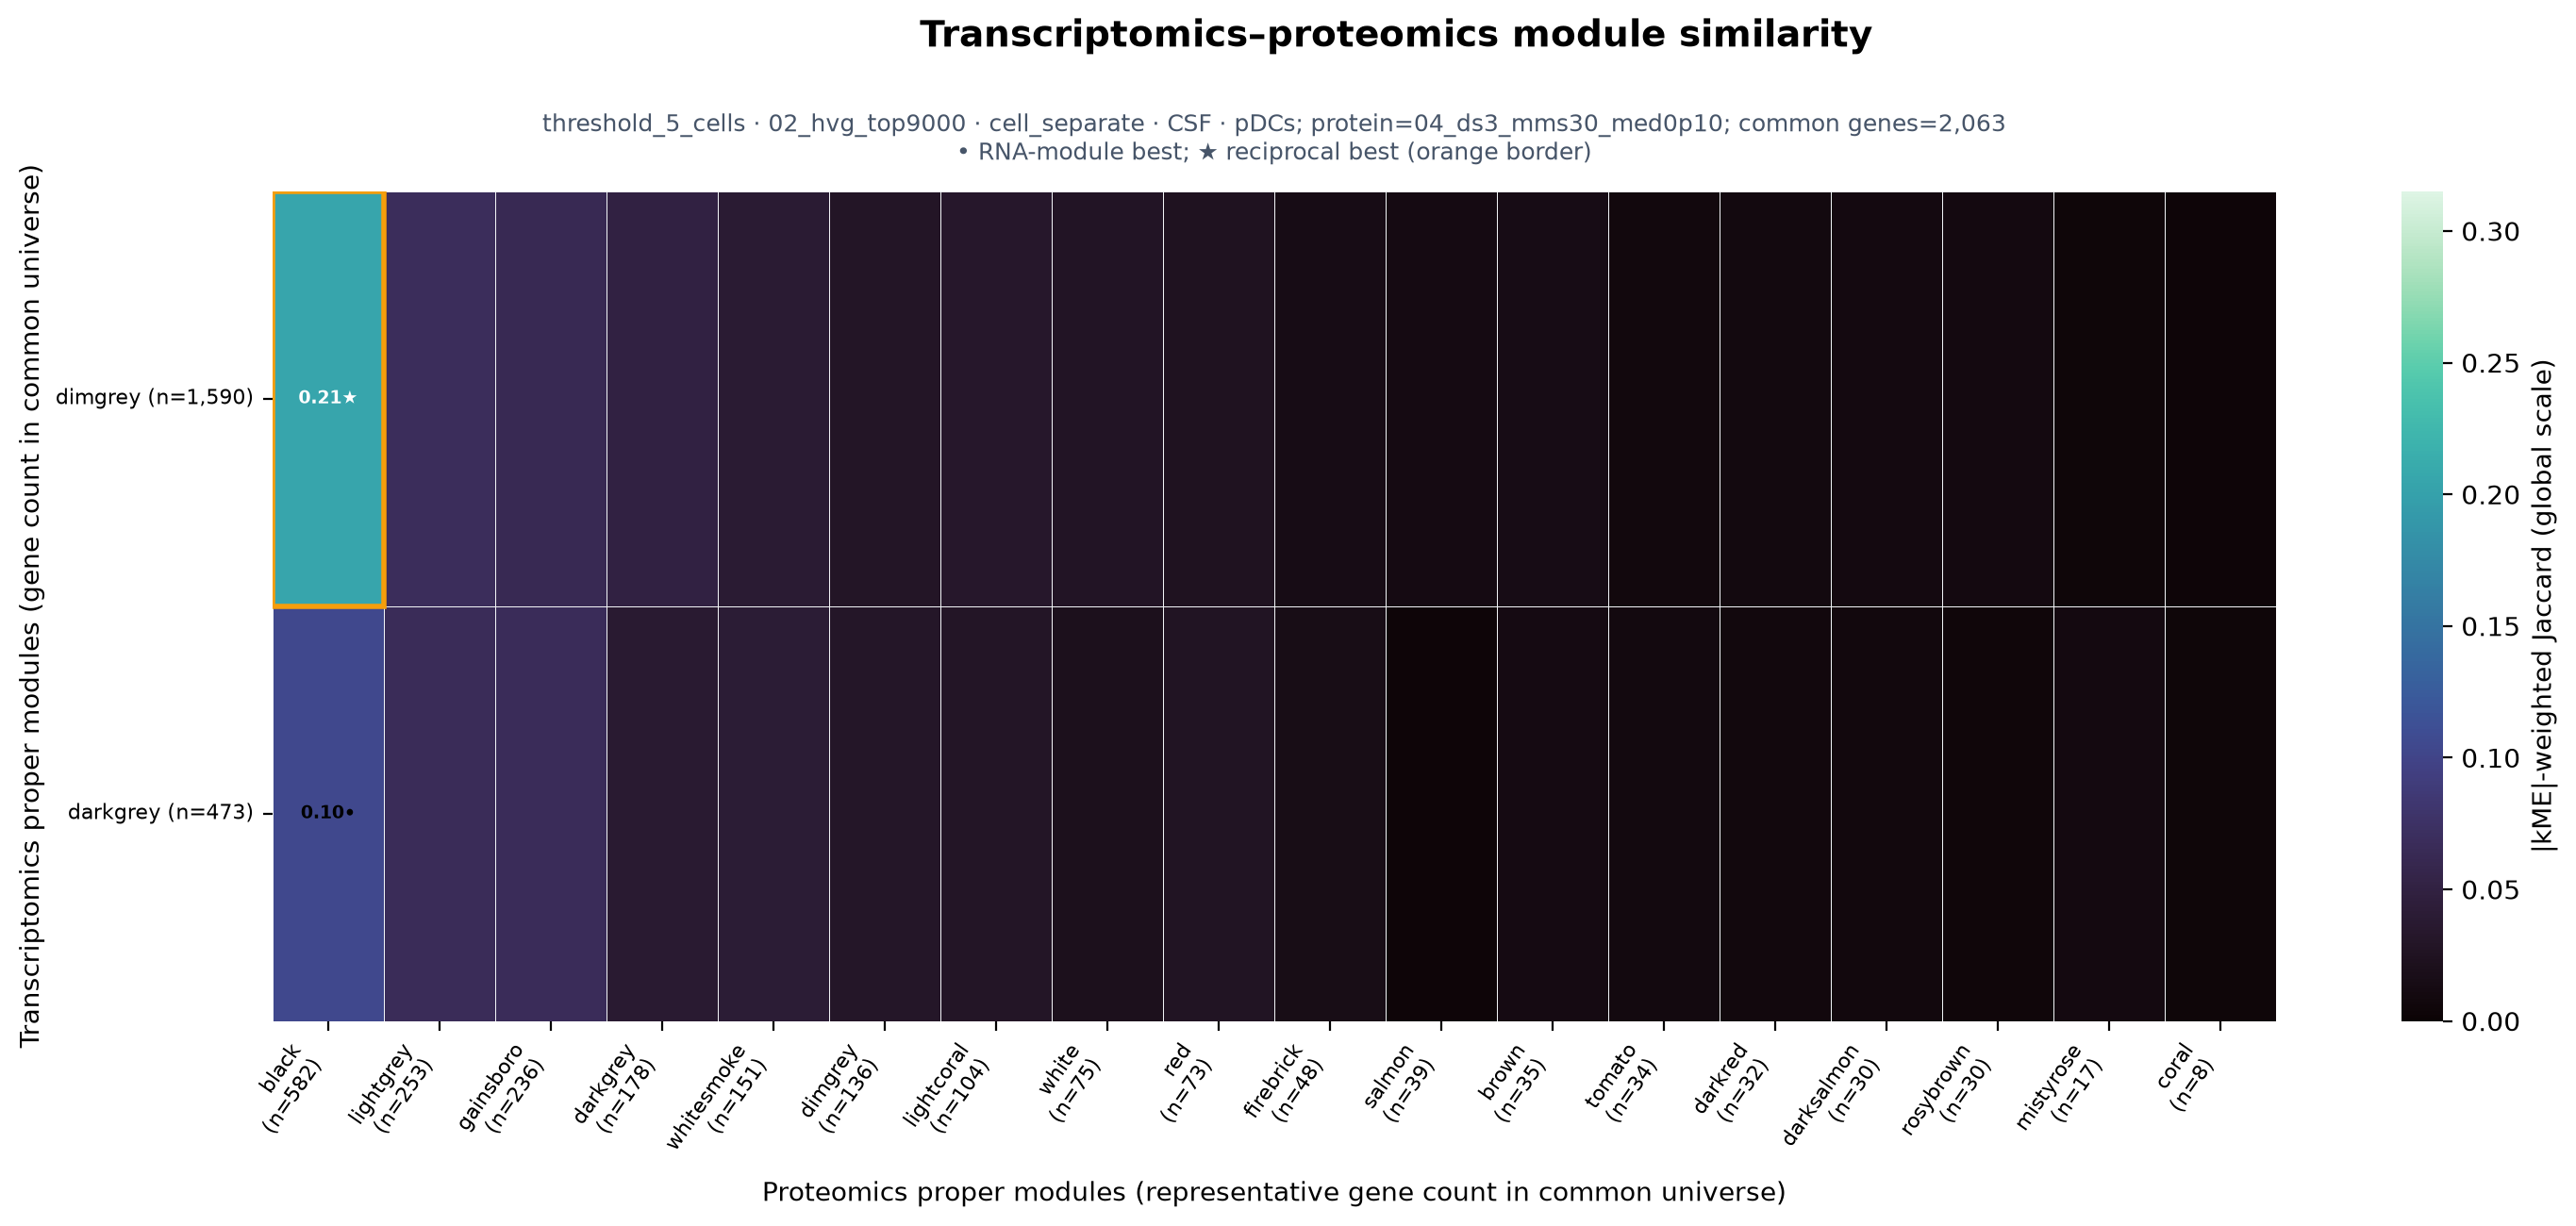 Transcriptomics–proteomics module similarity
threshold_5_cells · 02_hvg_top9000 · cell_separate · CSF · pDCs; protein=04_ds3_mms30_med0p10; common genes=2,063
• RNA-module best; ★ reciprocal best (orange border)
Transcriptomics proper modules (gene count in common universe)
dimgrey (n=1,590)
darkgrey (n=473)
0.21★
0.10•
black
(n=582)
lightgrey
(n=253)
gainsboro
(n=236)
darkgrey
(n=178)
whitesmoke
(n=151)
dimgrey
(n=136)
lightcoral
(n=104)
white
(n=75)
red
(n=73)
firebrick
(n=48)
salmon
(n=39)
brown
(n=35)
tomato
(n=34)
darkred
(n=32)
darksalmon
(n=30)
rosybrown
(n=30)
mistyrose
(n=17)
coral
(n=8)
Proteomics proper modules (representative gene count in common universe)
0.30
0.25
0.20
0.15
0.10
0.05
0.00
|kME|-weighted Jaccard (global scale)